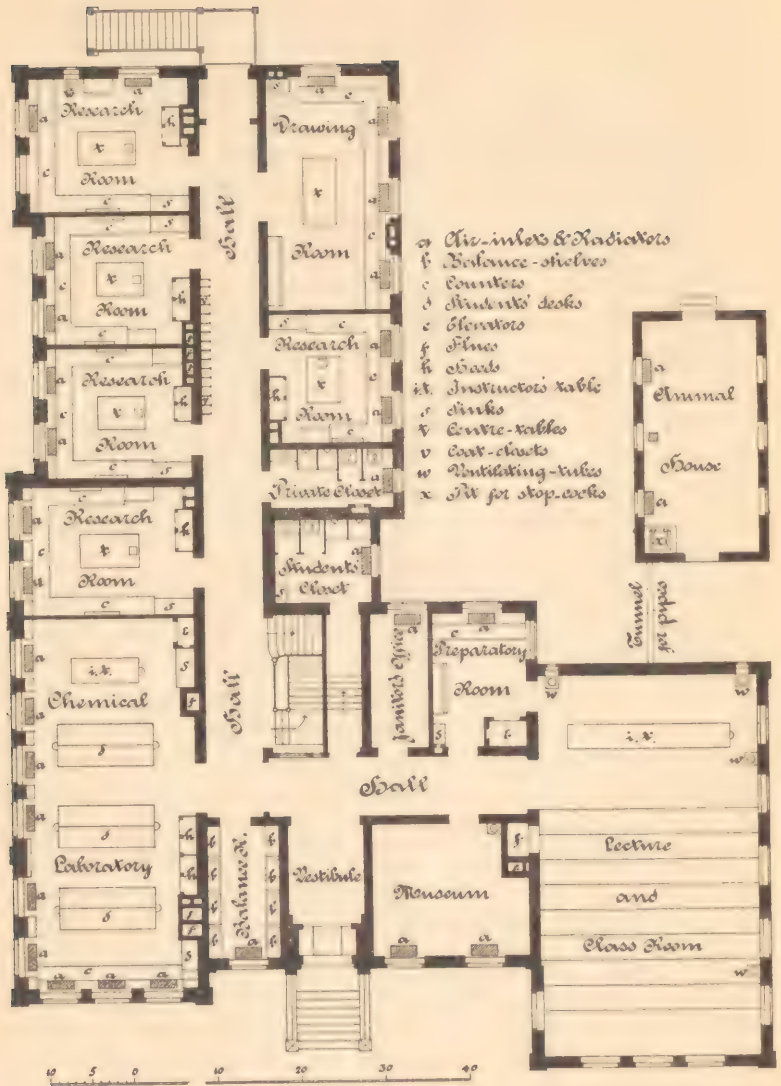 Research
Room
Drawing
Room
Hall
Research
Room
Research
Room
Research
Room
Private Closet
Research
Room
Students
Closet
a Air-inlets & Radiators
b Balance-shelves
c Counters
d Students' desks
e Elevators
f Flues
h Hoods
i.t. Instructor's table
s Sinks
t Centre-tables
v Coat-closets
w Ventilating-tubes
x Pit for stop-cocks
Animal
House
Tunnel
for pipes
Chemical
Laboratory
i.t.
Hall
Janitor's Office
Preparatory
Room
Hall
Balance R.
Vestibule
Museum
i.t.
Lecture
and
Class Room
10 5 0 10 20 30 40